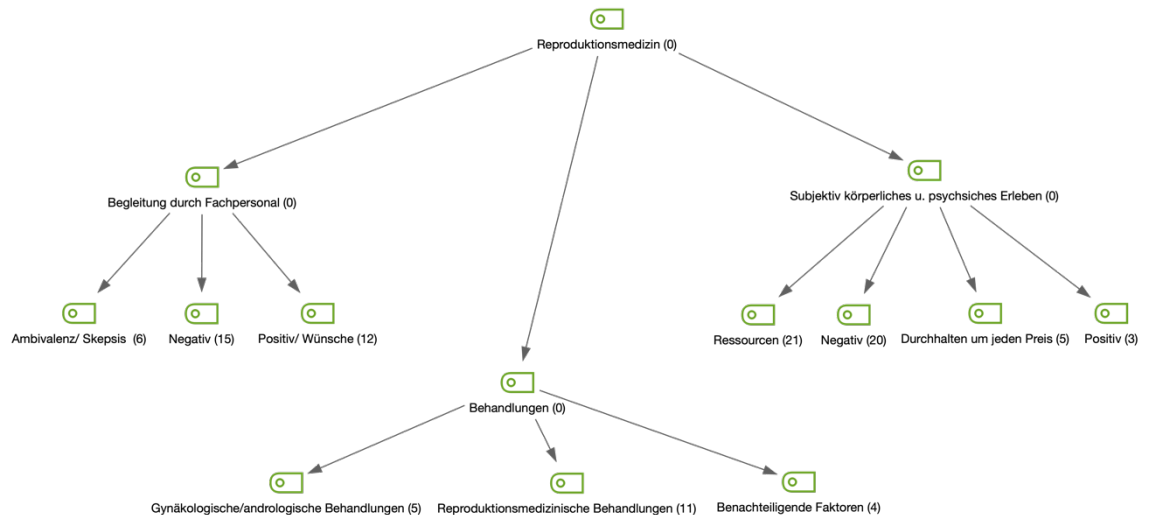 Reproduktionsmedizin (0)
Begleitung durch Fachpersonal (0)
Subjektiv körperliches u. psychsiches Erleben (0)
Ambivalenz/ Skepsis (6)
Negativ (15)
Positiv/ Wünsche (12)
Ressourcen (21)
Negativ (20)
Durchhalten um jeden Preis (5)
Positiv (3)
Behandlungen (0)
Gynäkologische/andrologische Behandlungen (5)
Reproduktionsmedizinische Behandlungen (11)
Benachteiligende Faktoren (4)